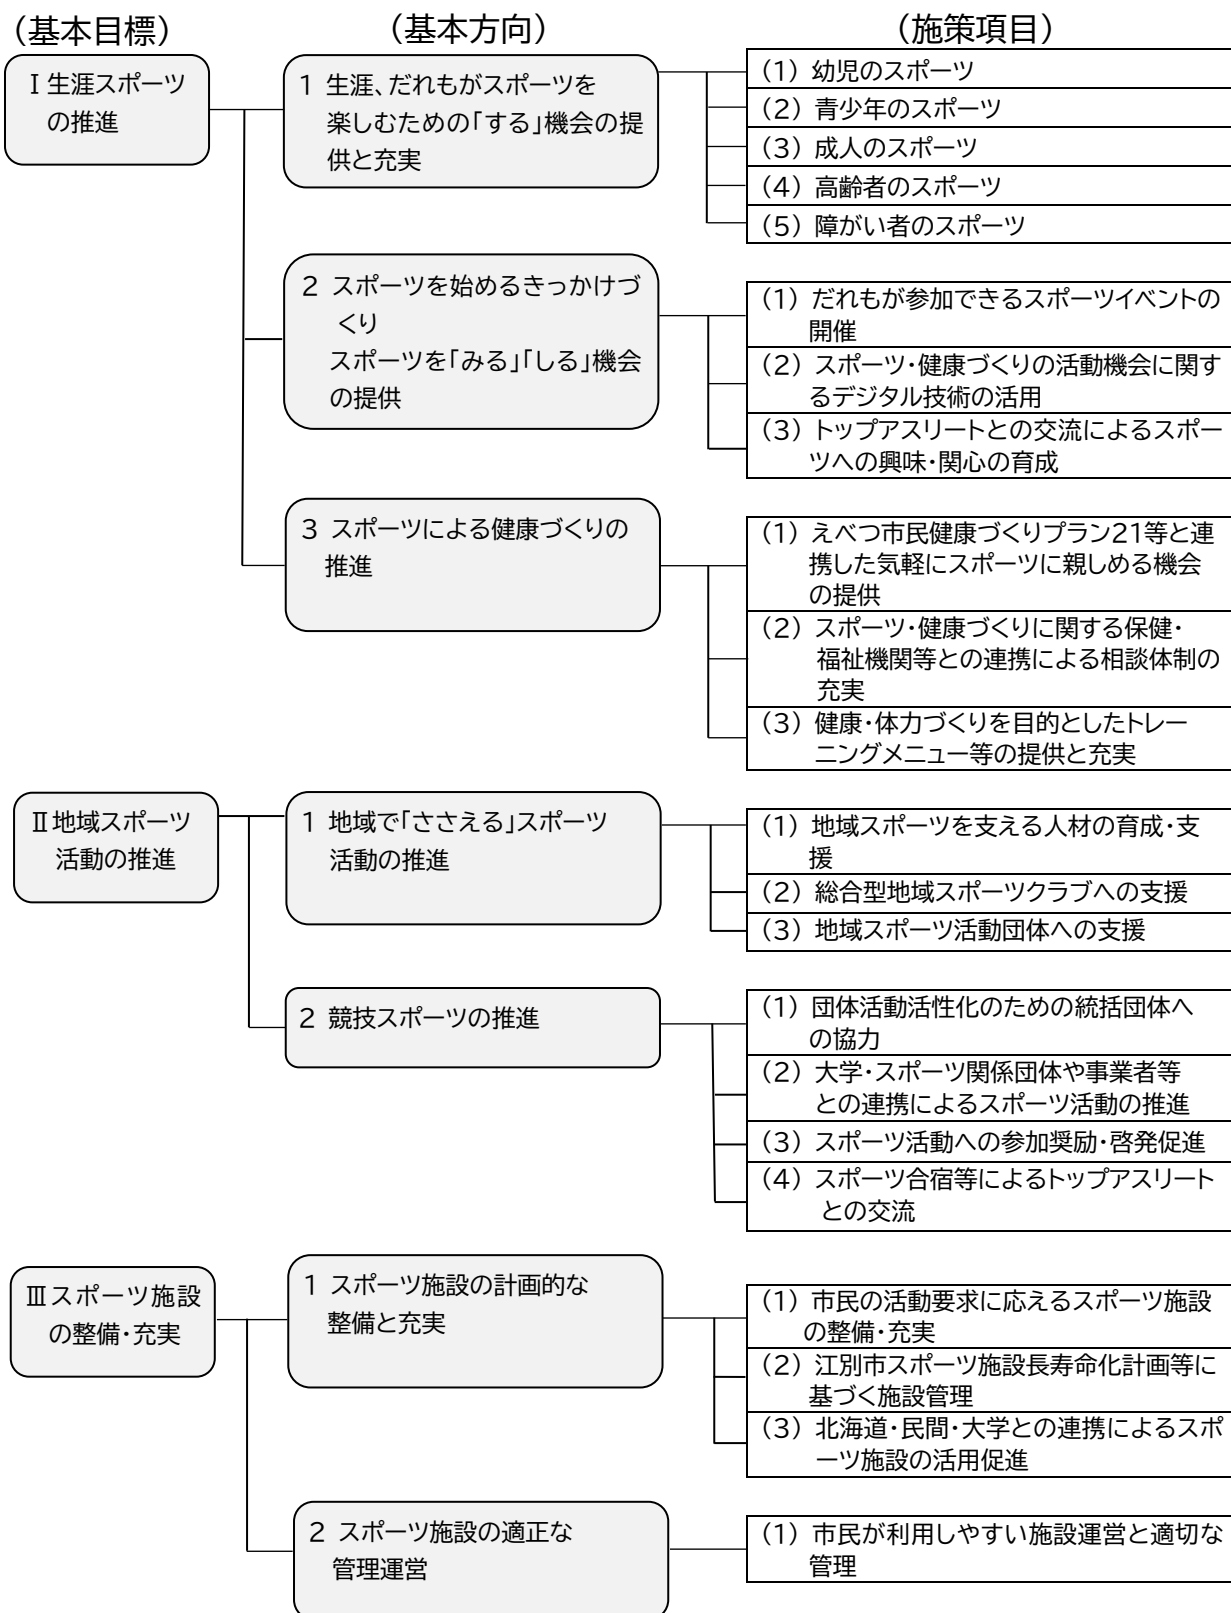 (基本目標)
(基本方向)
(施策項目)
Ⅰ生涯スポーツ
の推進
1 生涯、だれもがスポーツを
楽しむための「する」機会の提
供と充実
(1) 幼児のスポーツ
(2) 青少年のスポーツ
(3) 成人のスポーツ
(4) 高齢者のスポーツ
(5) 障がい者のスポーツ
2 スポーツを始めるきっかけづ
くり
スポーツを「みる」「しる」機会
の提供
(1) だれもが参加できるスポーツイベントの
開催
(2) スポーツ・健康づくりの活動機会に関す
るデジタル技術の活用
(3) トップアスリートとの交流によるスポー
ツへの興味・関心の育成
3 スポーツによる健康づくりの
推進
(1) えべつ市民健康づくりプラン21等と連
携した気軽にスポーツに親しめる機会
の提供
(2) スポーツ・健康づくりに関する保健・
福祉機関等との連携による相談体制の
充実
(3) 健康・体力づくりを目的としたトレー
ニングメニュー等の提供と充実
Ⅱ地域スポーツ
活動の推進
1 地域で「ささえる」スポーツ
活動の推進
(1) 地域スポーツを支える人材の育成・支
援
(2) 総合型地域スポーツクラブへの支援
(3) 地域スポーツ活動団体への支援
2 競技スポーツの推進
(1) 団体活動活性化のための統括団体へ
の協力
(2) 大学・スポーツ関係団体や事業者等
との連携によるスポーツ活動の推進
(3) スポーツ活動への参加奨励・啓発促進
(4) スポーツ合宿等によるトップアスリート
との交流
Ⅲスポーツ施設
の整備・充実
1 スポーツ施設の計画的な
整備と充実
(1) 市民の活動要求に応えるスポーツ施設
の整備・充実
(2) 江別市スポーツ施設長寿命化計画等に
基づく施設管理
(3) 北海道・民間・大学との連携によるスポ
ーツ施設の活用促進
2 スポーツ施設の適正な
管理運営
(1) 市民が利用しやすい施設運営と適切な
管理